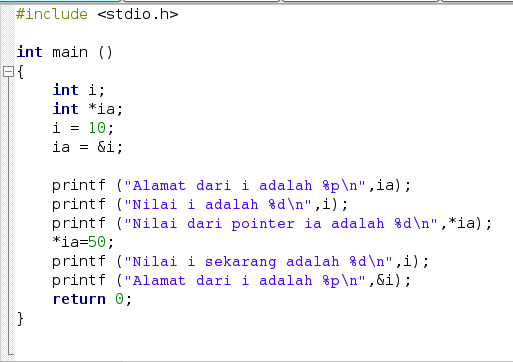 #include <stdio.h>
int main ()
{
int i;
int *ia;
i = 10;
ia = &i;
printf ("Alamat dari i adalah %p\n",ia);
printf ("Nilai i adalah %d\n",i);
printf ("Nilai dari pointer ia adalah %d\n",*ia);
*ia=50;
printf ("Nilai i sekarang adalah %d\n",i);
printf ("Alamat dari i adalah %p\n",&i);
return 0;
}